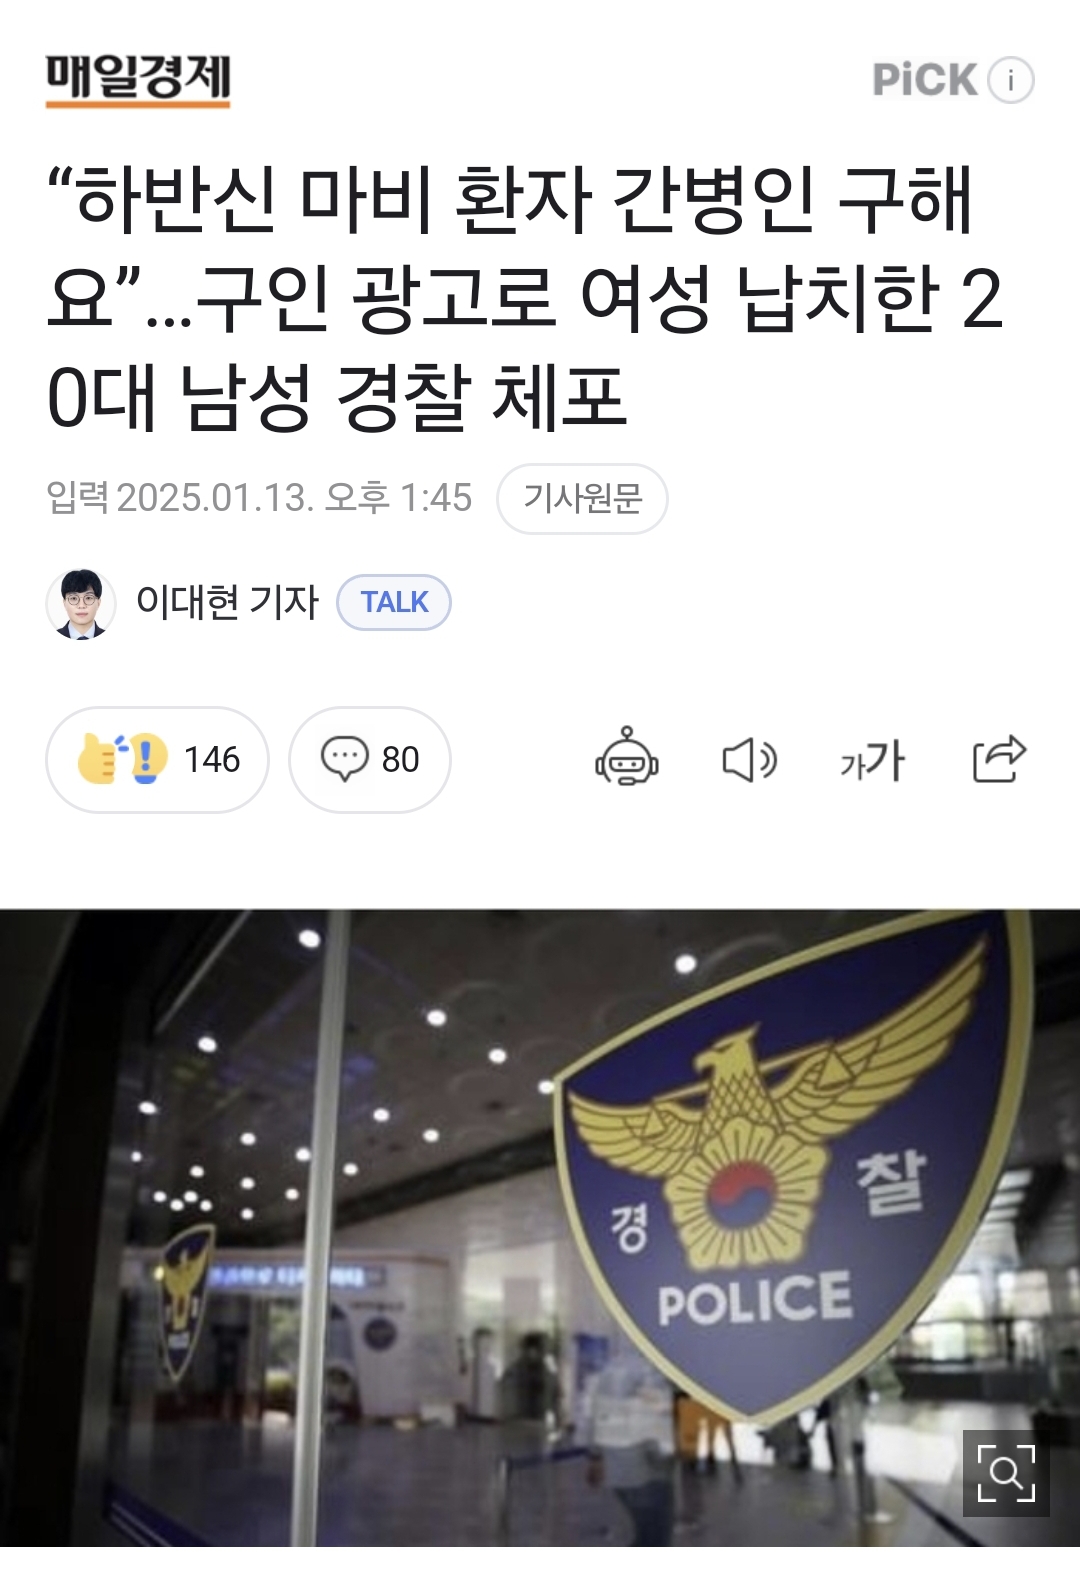 매일경제
PiCK i
“하반신 마비 환자 간병인 구해
요”…구인 광고로 여성 납치한 2
0대 남성 경찰 체포
입력 2025.01.13. 오후 1:45 기사원문
이대현 기자 TALK
146 80 가가
경 찰
POLICE